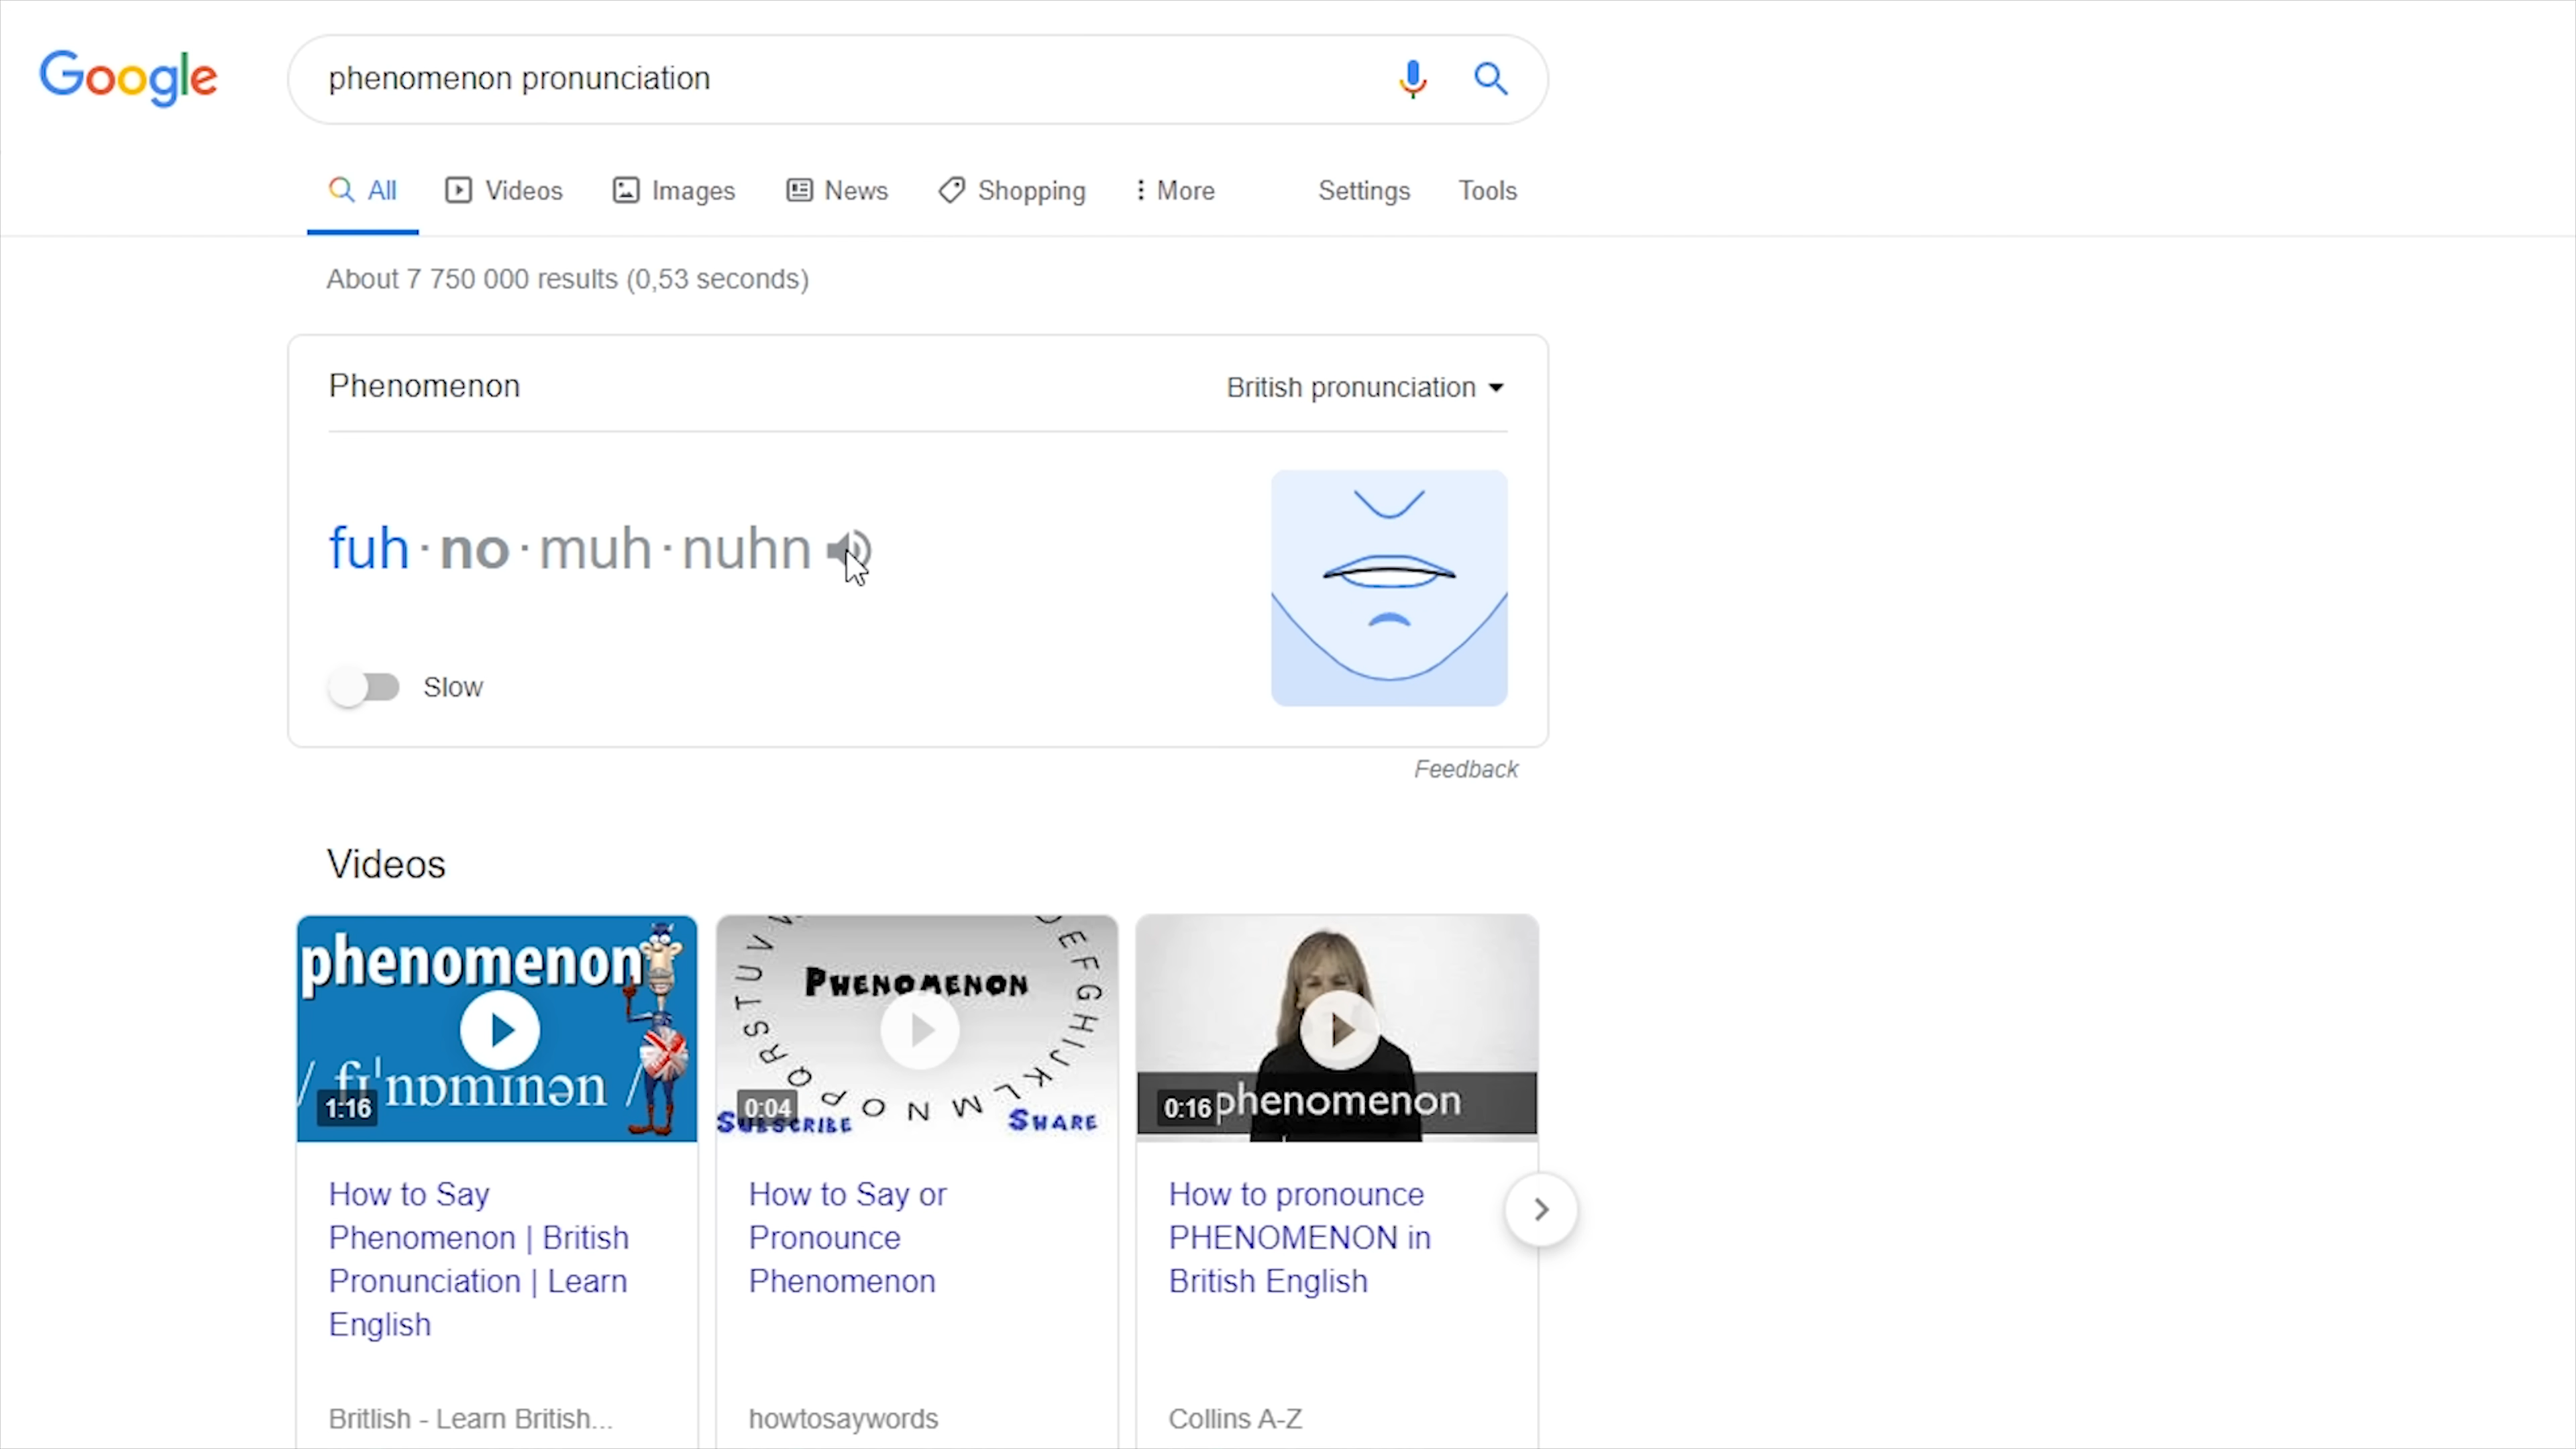 Google
phenomenon pronunciation
All
Videos
Images
News
Shopping
More
Settings
Tools
About 7 750 000 results (0,53 seconds)
Phenomenon
British pronunciation
fuh·no·muh·nuhn
Slow
Feedback
Videos
phenomenon
/ fɪˈnɒmɪnən /
1:16
How to Say
Phenomenon | British
Pronunciation | Learn
English
Britlish - Learn British...
PHENOMENON
D E F G H I J K L M N O P Q R S T U V W
0:04
SUBSCRIBE
SHARE
How to Say or
Pronounce
Phenomenon
howtosaywords
0:16
phenomenon
How to pronounce
PHENOMENON in
British English
Collins A-Z